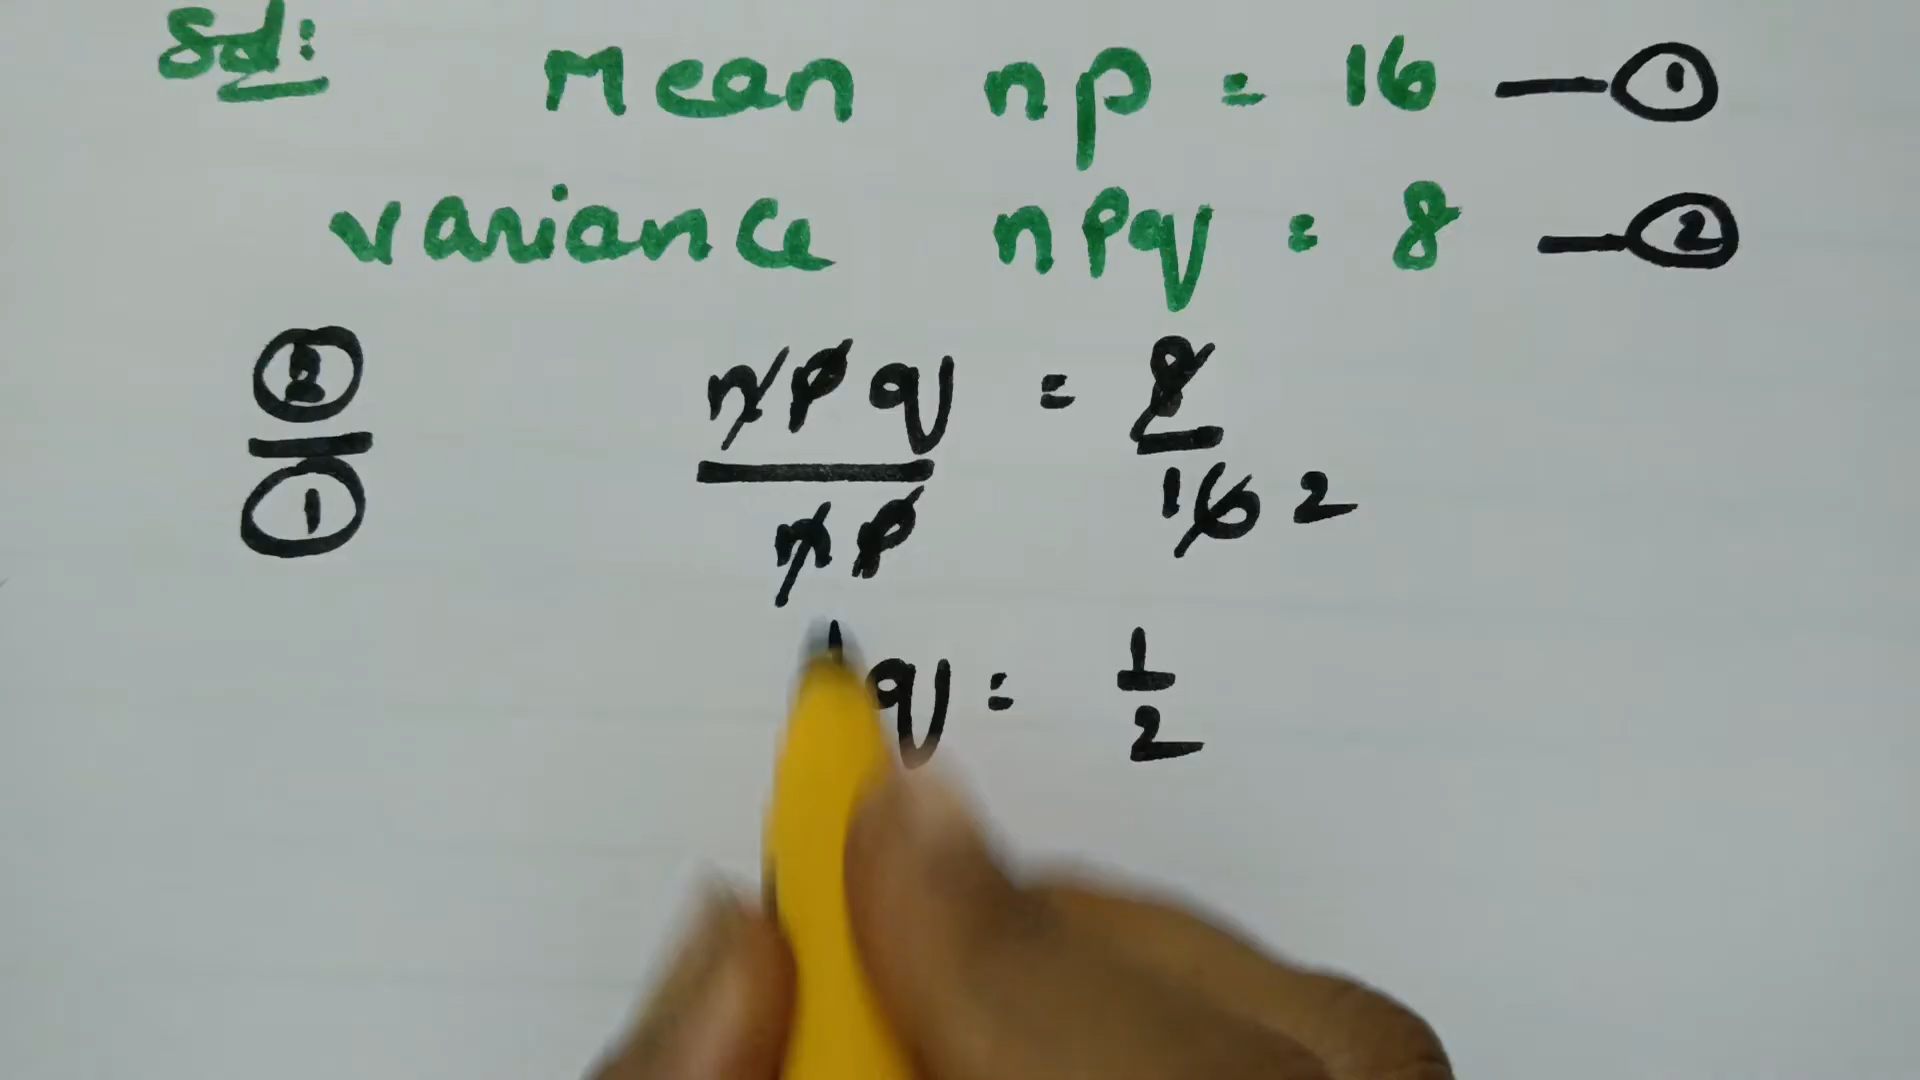 Sol:
Mean np = 16 — ①
variance npq = 8 — ②
②/① npq/np = 8/16 2
q = 1/2